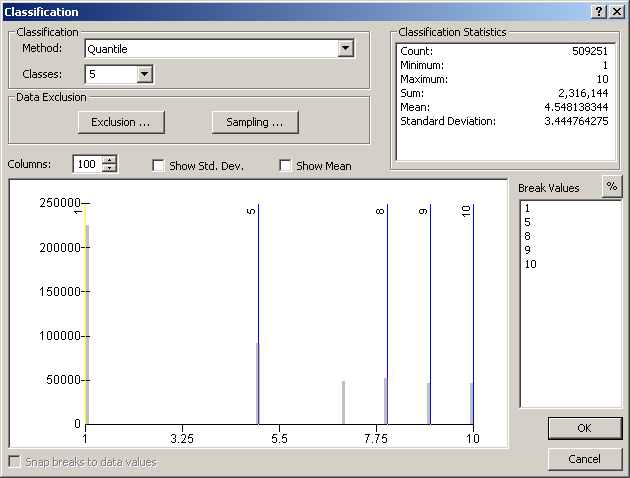 Classification
Classification
Method: Quantile
Classes: 5
Data Exclusion
Exclusion ... Sampling ...
Classification Statistics
Count: 509251
Minimum: 1
Maximum: 10
Sum: 2,316,144
Mean: 4.548138344
Standard Deviation: 3.444764275
Columns: 100 Show Std. Dev. Show Mean
Break Values %
1
5
8
9
10
250000
200000
150000
100000
50000
0
1 5 8 9 10
1 3.25 5.5 7.75 10
Snap breaks to data values
OK
Cancel